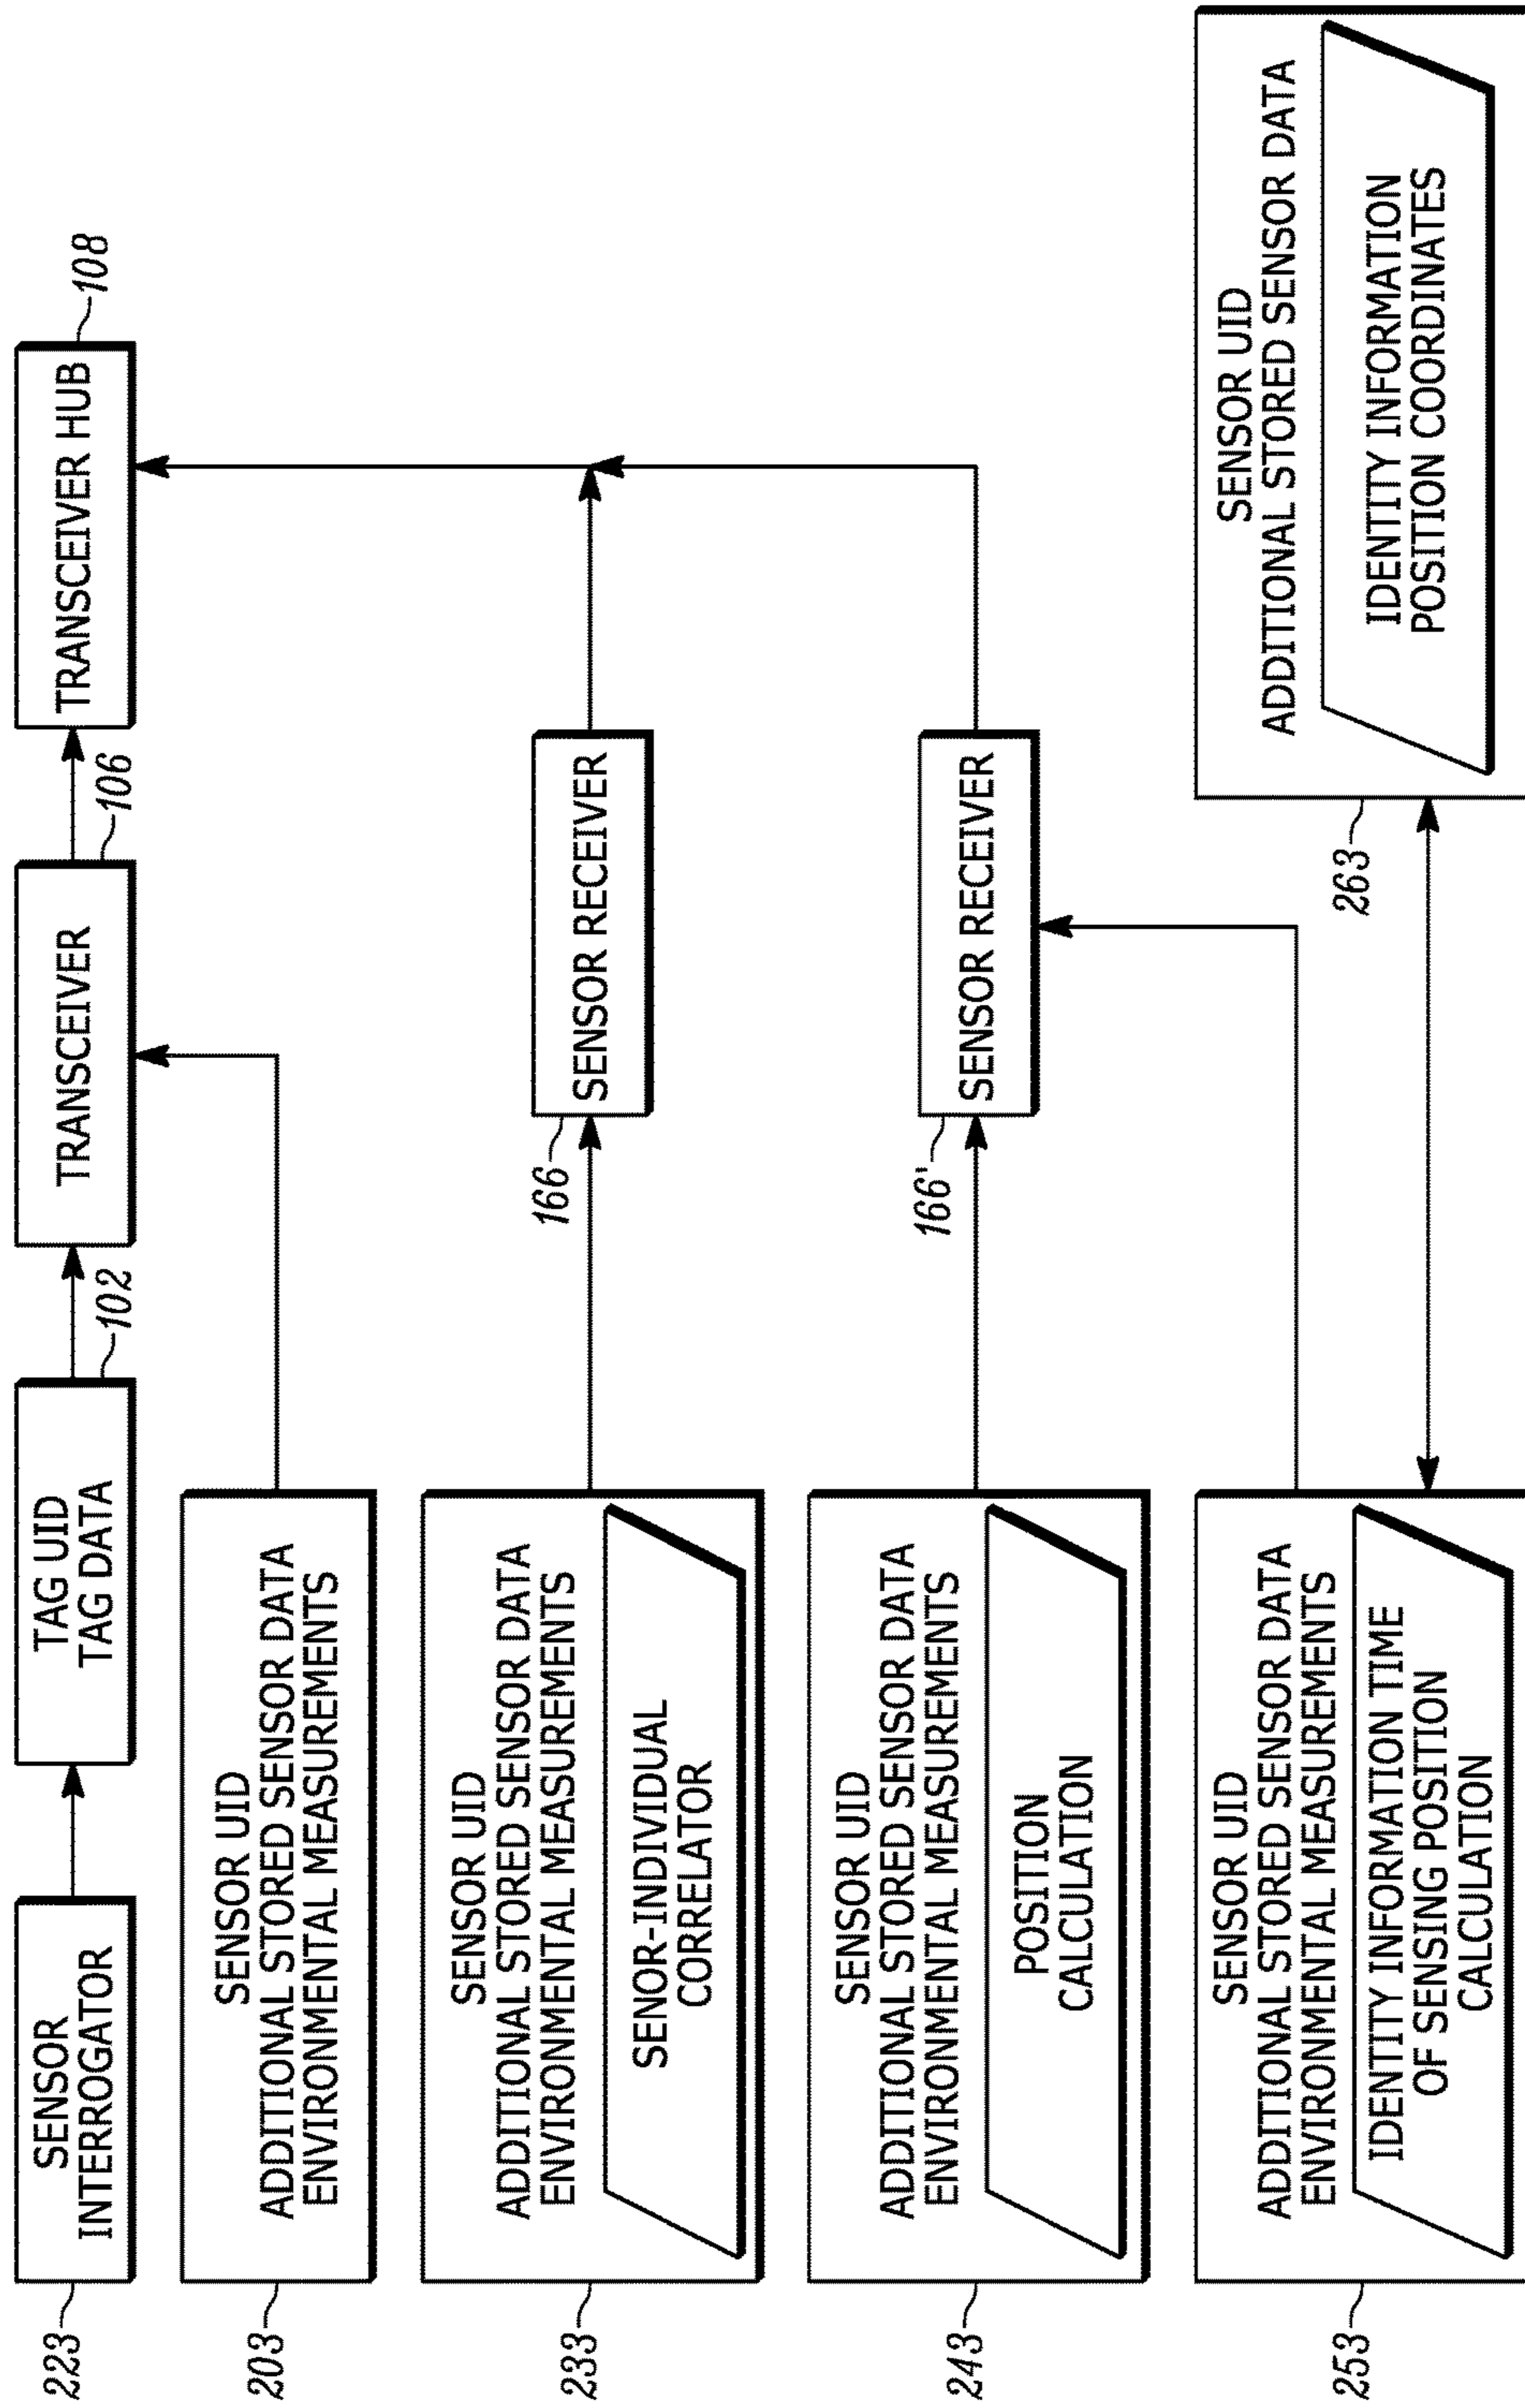 223
SENSOR
INTERROGATOR
TAG UID
TAG DATA
102
TRANSCEIVER
106
TRANSCEIVER HUB
108
203
SENSOR UID
ADDITIONAL STORED SENSOR DATA
ENVIRONMENTAL MEASUREMENTS
233
SENSOR UID
ADDITIONAL STORED SENSOR DATA
ENVIRONMENTAL MEASUREMENTS
SENOR-INDIVIDUAL
CORRELATOR
166
SENSOR RECEIVER
243
SENSOR UID
ADDITIONAL STORED SENSOR DATA
ENVIRONMENTAL MEASUREMENTS
POSITION
CALCULATION
166'
SENSOR RECEIVER
253
SENSOR UID
ADDITIONAL STORED SENSOR DATA
ENVIRONMENTAL MEASUREMENTS
IDENTITY INFORMATION TIME
OF SENSING POSITION
CALCULATION
263
SENSOR UID
ADDITIONAL STORED SENSOR DATA
IDENTITY INFORMATION
POSITION COORDINATES